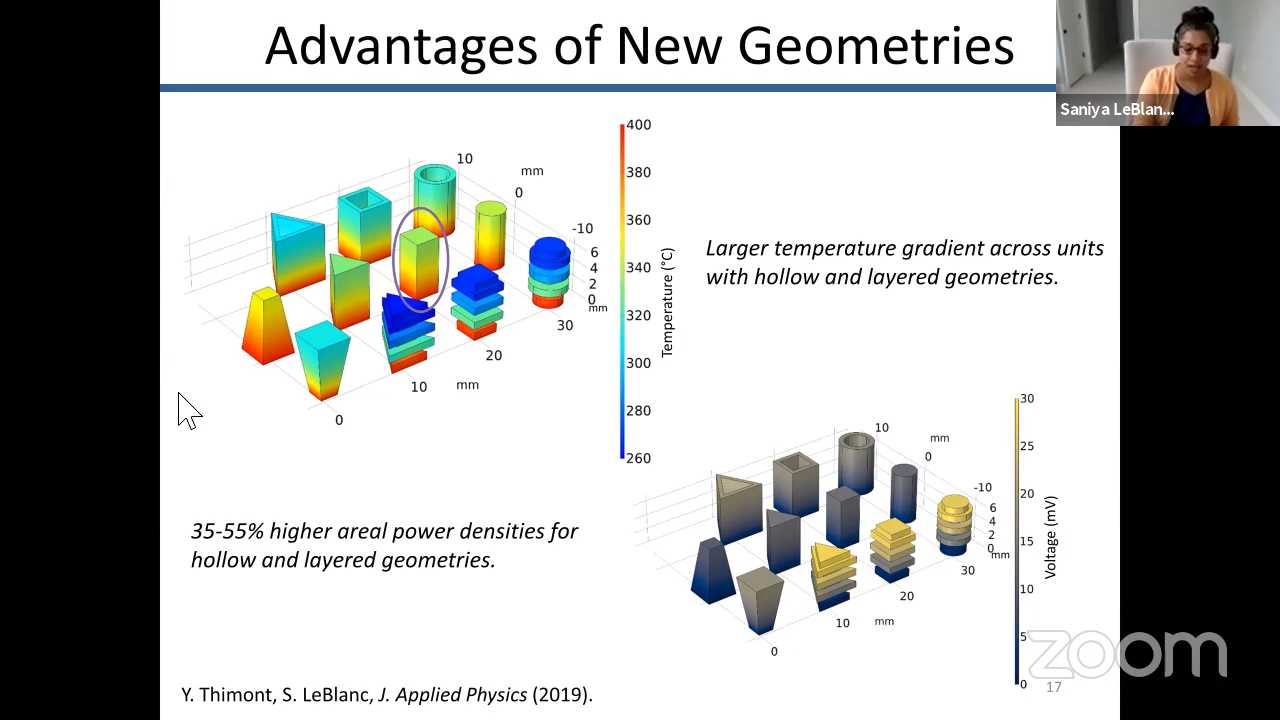 Advantages of New Geometries
Saniya LeBlan...
400
380
360
340
320
300
280
260
Temperature (°C)
10
mm
0
-10
6
4
2
0
mm
30
20
10
mm
0
Larger temperature gradient across units
with hollow and layered geometries.
35-55% higher areal power densities for
hollow and layered geometries.
30
25
20
15
10
5
0
Voltage (mV)
10
mm
0
-10
6
4
2
0
mm
30
20
10
mm
0
zoom
17
Y. Thimont, S. LeBlanc, J. Applied Physics (2019).